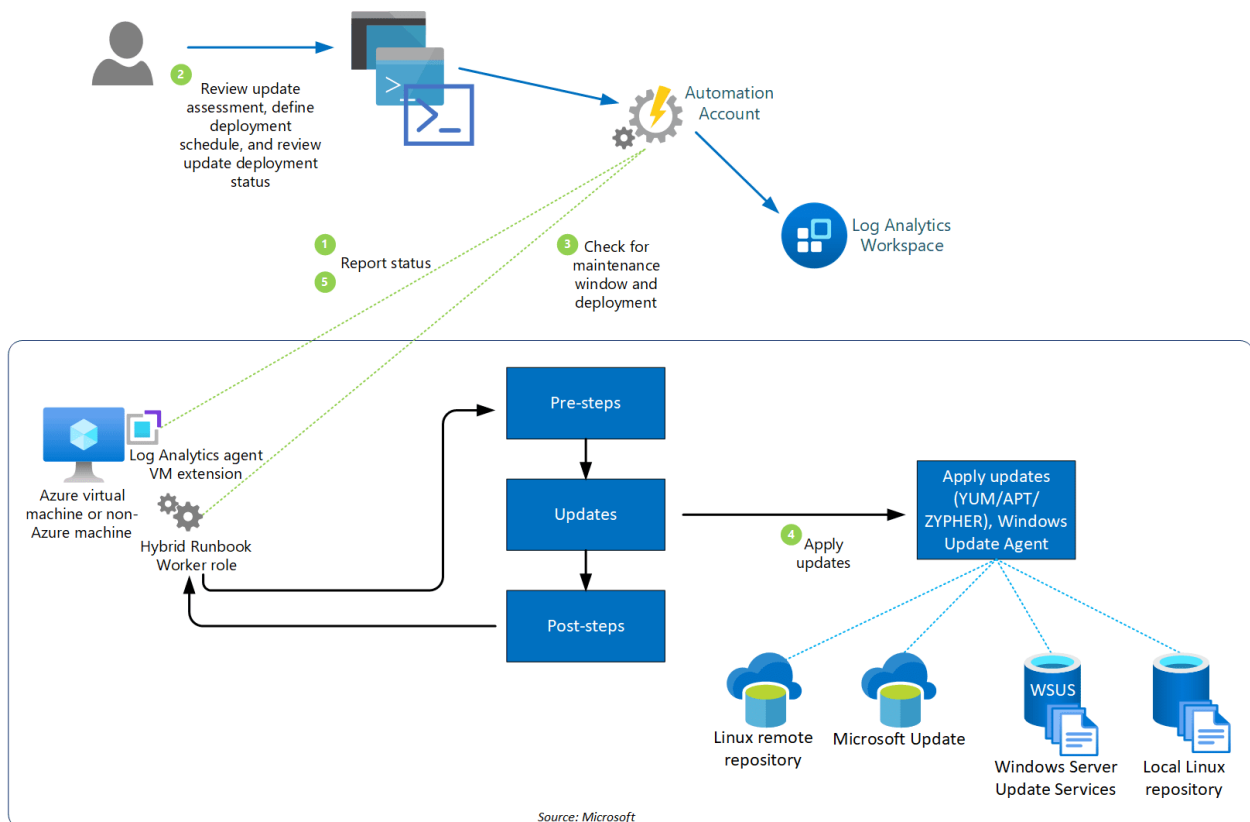 2
Review update
assessment, define
deployment
schedule, and review
update deployment
status
Automation
Account
Log Analytics
Workspace
1
Report status
5
3
Check for
maintenance
window and
deployment
Pre-steps
Log Analytics agent
VM extension
Azure virtual
machine or non-
Azure machine
Hybrid Runbook
Worker role
Updates
4
Apply
updates
Apply updates
(YUM/APT/
ZYPHER), Windows
Update Agent
Post-steps
Linux remote
repository
Microsoft Update
WSUS
Windows Server
Update Services
Local Linux
repository
Source: Microsoft